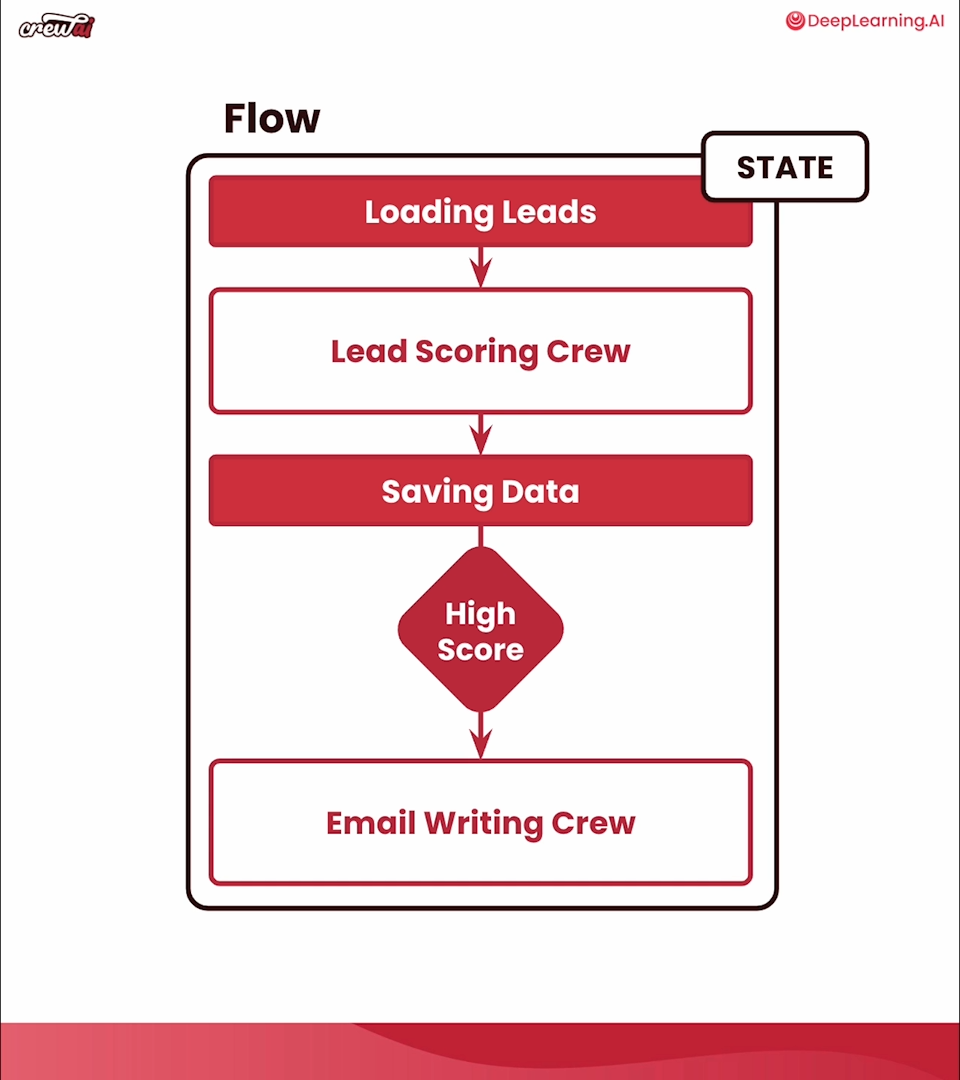 crewai
DeepLearning.AI
Flow
STATE
Loading Leads
Lead Scoring Crew
Saving Data
High
Score
Email Writing Crew